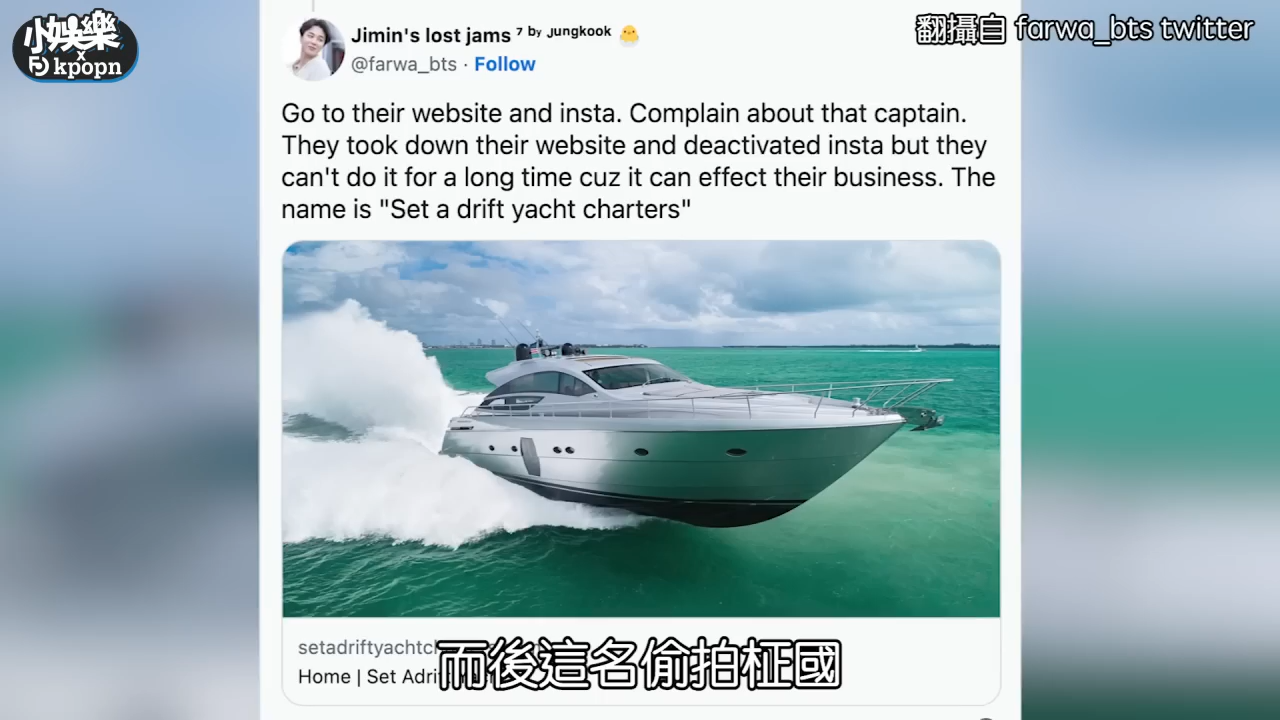 小娛樂
x
kpopn
翻攝自 farwa_bts twitter
Jimin's lost jams ⁷ ᵇʸ ᴶᵘⁿᵍᵏᵒᵒᵏ 🐣
@farwa_bts · Follow
Go to their website and insta. Complain about that captain.
They took down their website and deactivated insta but they
can't do it for a long time cuz it can effect their business. The
name is "Set a drift yacht charters"
setadriftyachtc
Home | Set Adri
而後這名偷拍柾國